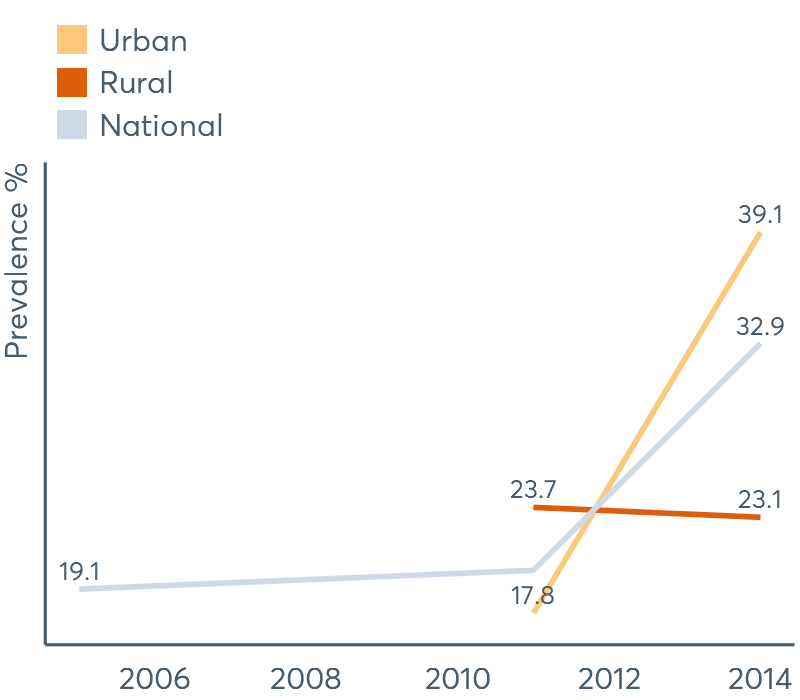 Urban
Rural
National
Prevalence %
39.1
32.9
23.7
23.1
19.1
17.8
2006 2008 2010 2012 2014